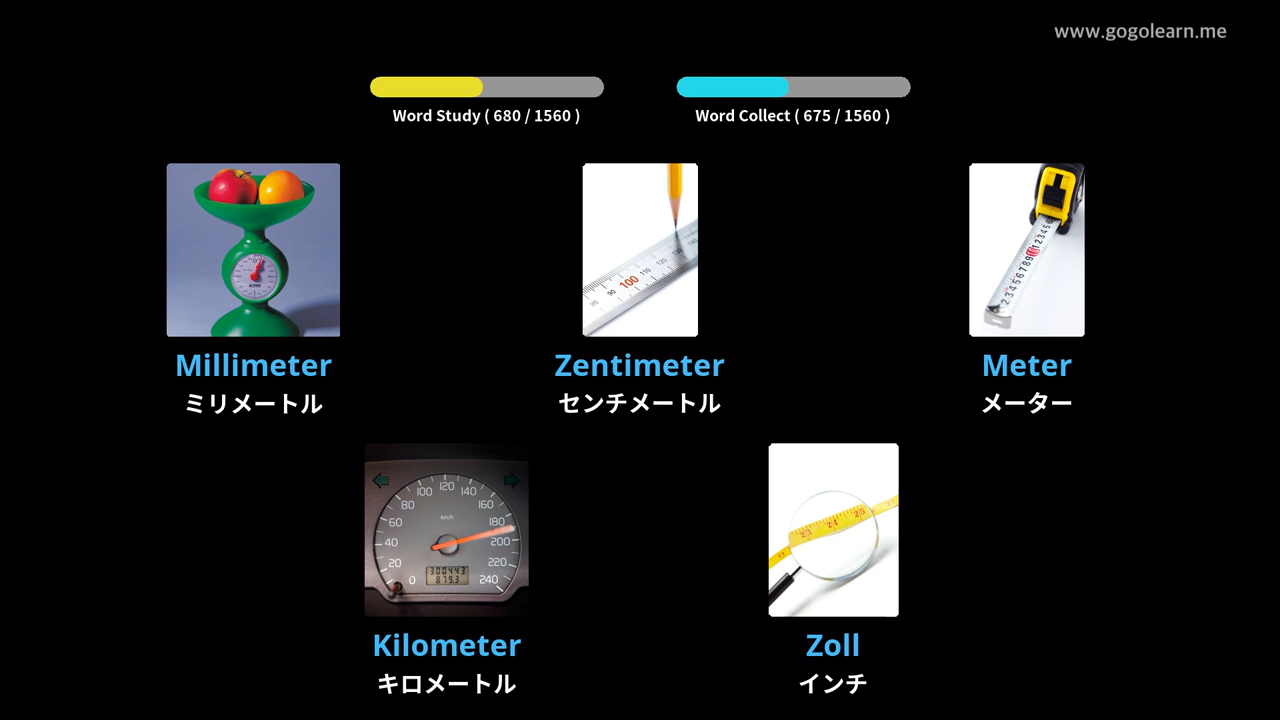 www.gogolearn.me
Word Study ( 680 / 1560 )
Word Collect ( 675 / 1560 )
Millimeter
ミリメートル
Zentimeter
センチメートル
Meter
メーター
Kilometer
キロメートル
Zoll
インチ